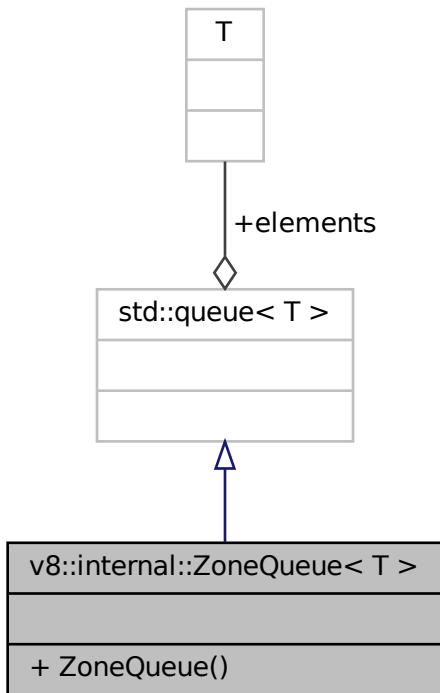 T
+elements
std::queue< T >
v8::internal::ZoneQueue< T >
+ ZoneQueue()